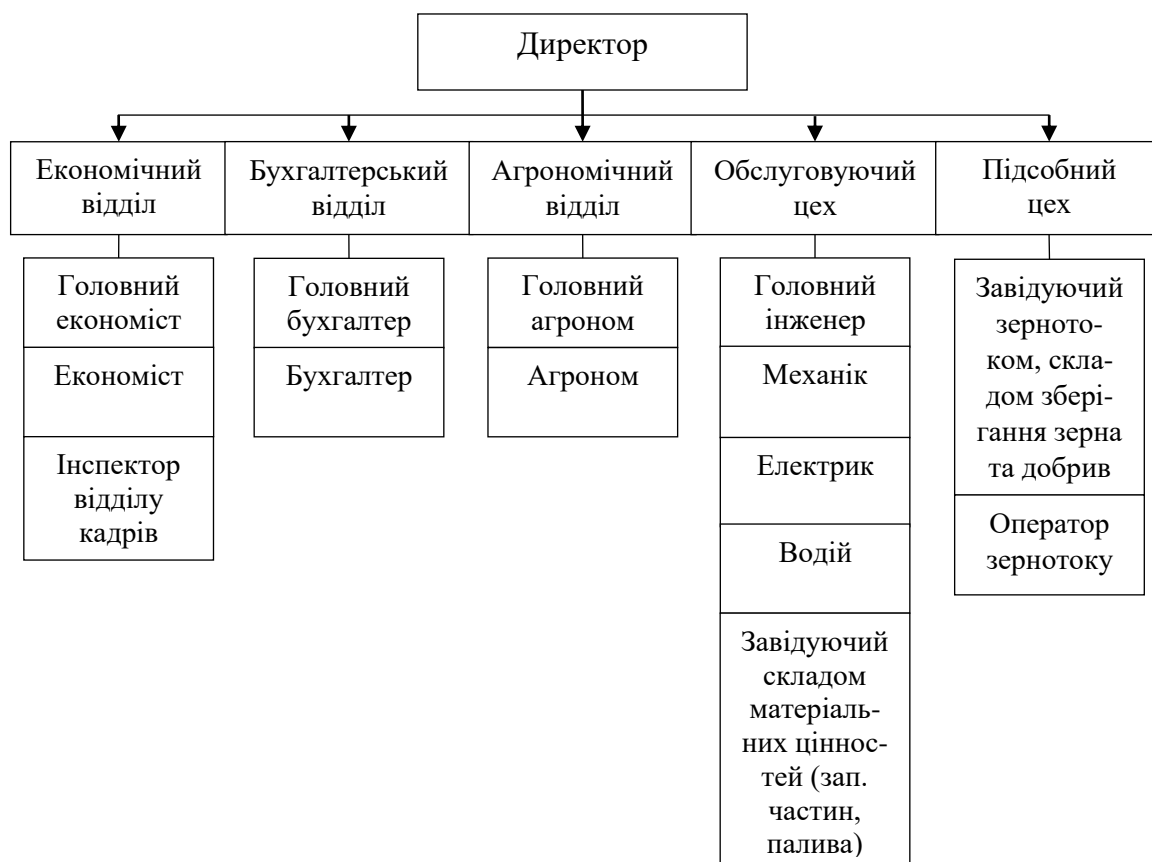 Директор
Економічний
відділ
Бухгалтерський
відділ
Агрономічний
відділ
Обслуговуючий
цех
Підсобний
цех
Головний
економіст
Економіст
Інспектор
відділу
кадрів
Головний
бухгалтер
Бухгалтер
Головний
агроном
Агроном
Головний
інженер
Механік
Електрик
Водій
Завідуючий
складом
матеріаль-
них ціннос-
тей (зап.
частин,
палива)
Завідуючий
зерното-
ком, скла-
дом збері-
гання зерна
та добрив
Оператор
зернотоку